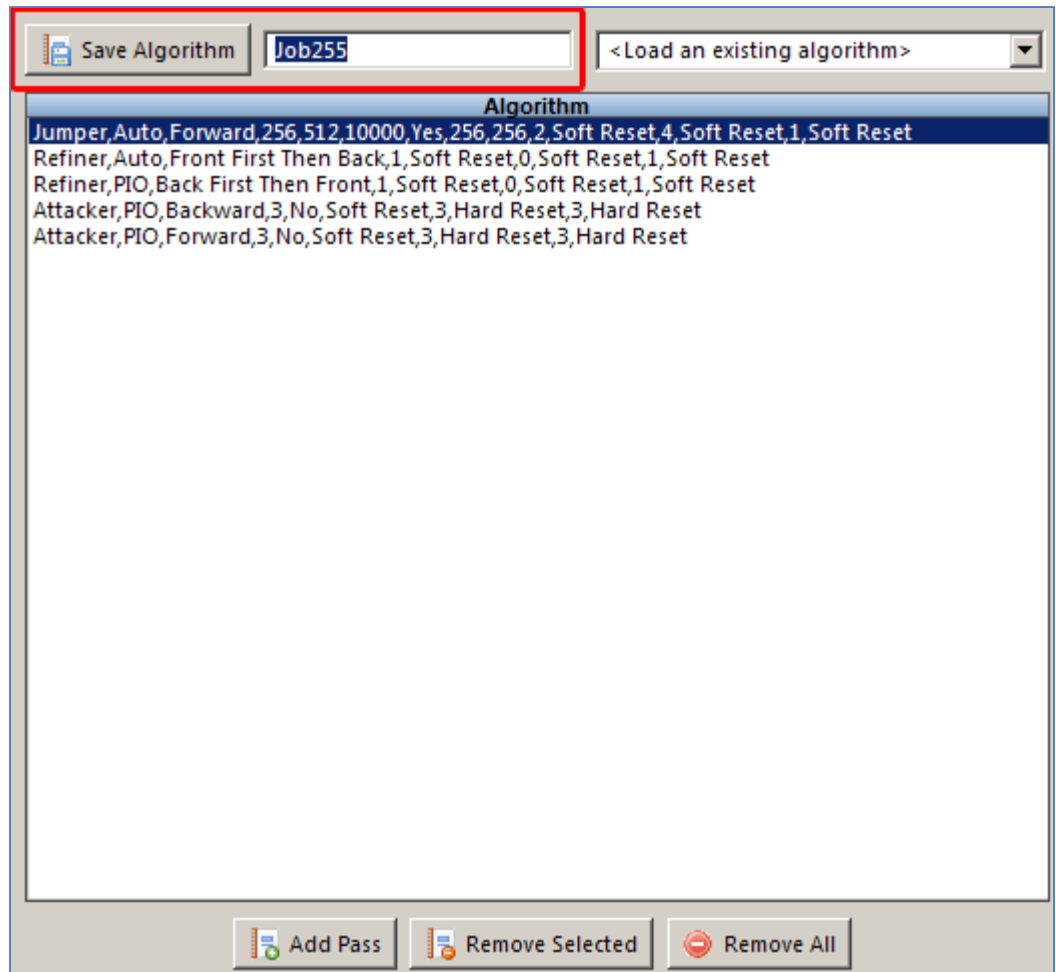 Save Algorithm Job255 <Load an existing algorithm>
Algorithm
Jumper,Auto,Forward,256,512,10000,Yes,256,256,2,Soft Reset,4,Soft Reset,1,Soft Reset
Refiner,Auto,Front First Then Back,1,Soft Reset,0,Soft Reset,1,Soft Reset
Refiner,PIO,Back First Then Front,1,Soft Reset,0,Soft Reset,1,Soft Reset
Attacker,PIO,Backward,3,No,Soft Reset,3,Hard Reset,3,Hard Reset
Attacker,PIO,Forward,3,No,Soft Reset,3,Hard Reset,3,Hard Reset
Add Pass Remove Selected Remove All